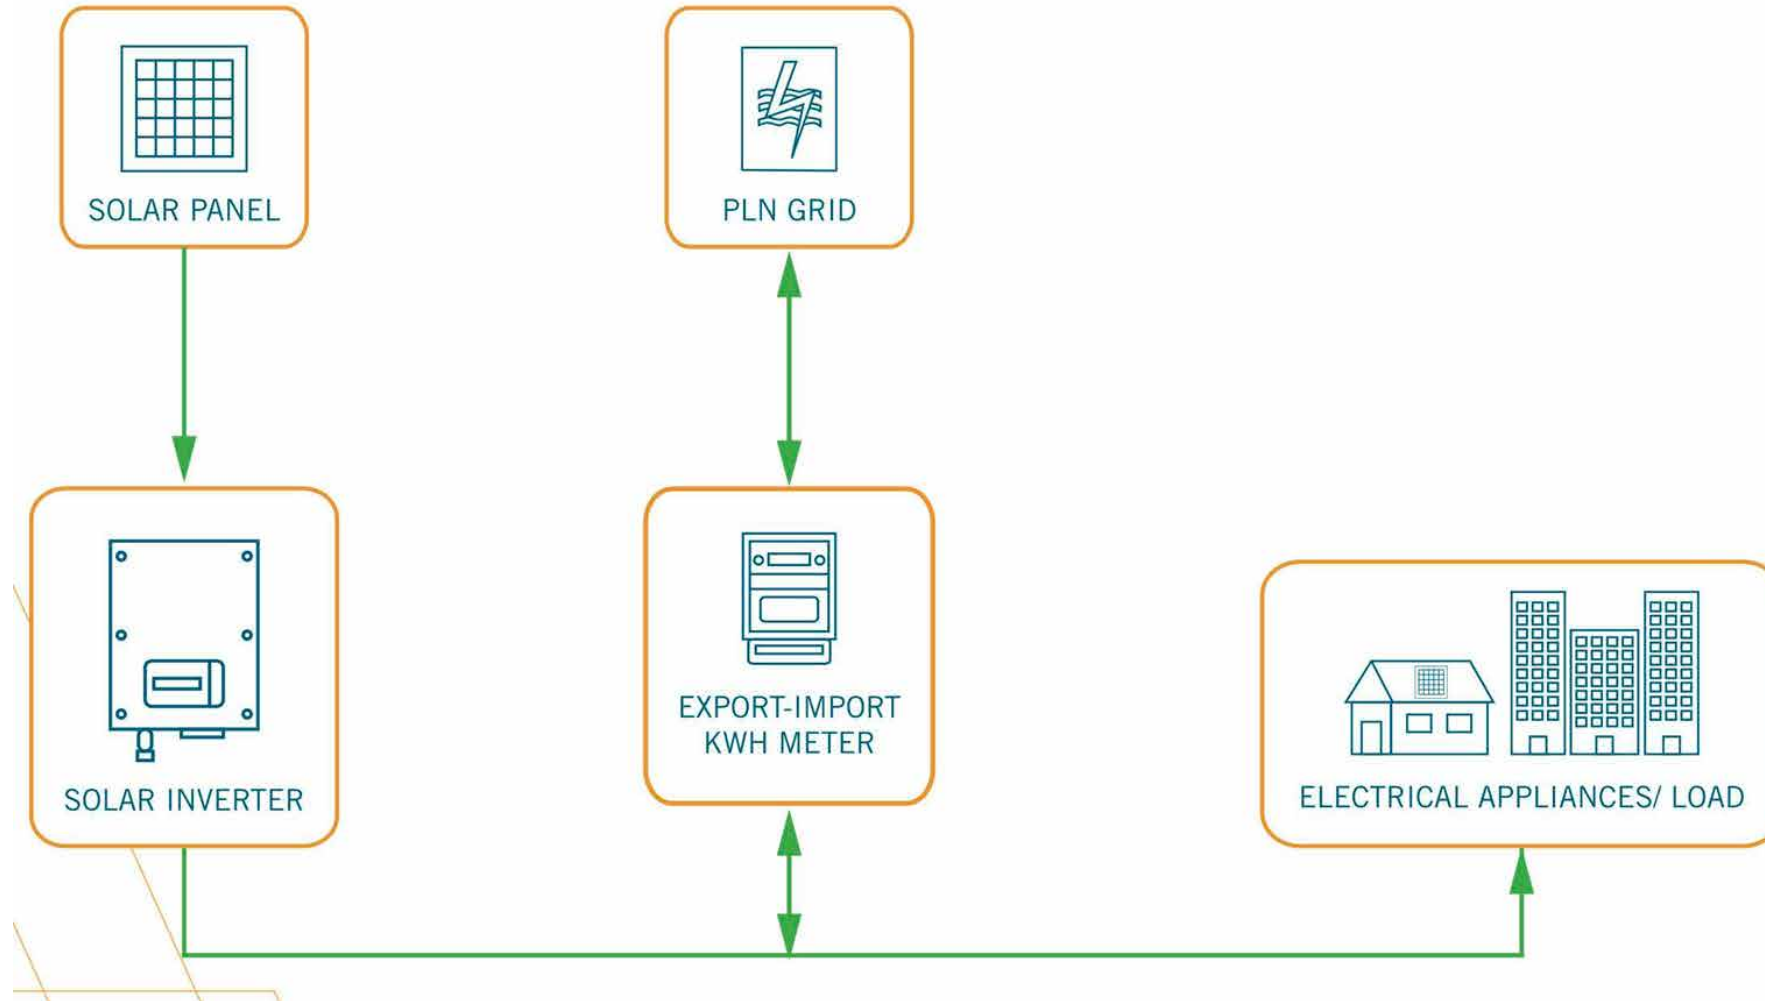 SOLAR PANEL
PLN GRID
SOLAR INVERTER
EXPORT-IMPORT
KWH METER
ELECTRICAL APPLIANCES/ LOAD